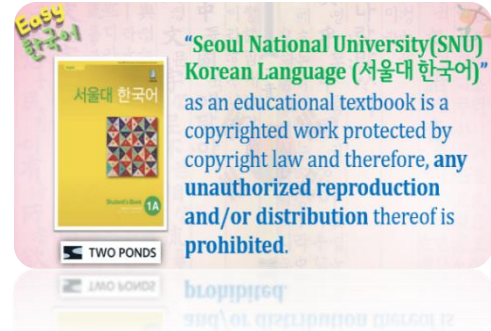 Easy
한국어
서울대 한국어
Student's Book 1A
TWO PONDS
“Seoul National University(SNU)
Korean Language (서울대 한국어)”
as an educational textbook is a
copyrighted work protected by
copyright law and therefore, any
unauthorized reproduction
and/or distribution thereof is
prohibited.